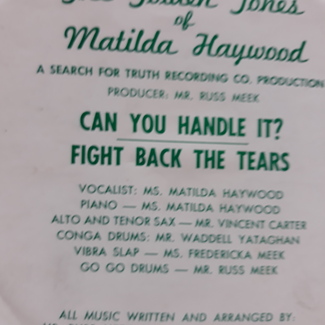 The Golden Tones
of
Matilda Haywood
A SEARCH FOR TRUTH RECORDING CO. PRODUCTION
PRODUCER: MR. RUSS MEEK
CAN YOU HANDLE IT?
FIGHT BACK THE TEARS
VOCALIST: MS. MATILDA HAYWOOD
PIANO — MS. MATILDA HAYWOOD
ALTO AND TENOR SAX — MR. VINCENT CARTER
CONGA DRUMS: MR. WADDELL YATAGHAN
VIBRA SLAP — MS. FREDERICKA MEEK
GO GO DRUMS — MR. RUSS MEEK
ALL MUSIC WRITTEN AND ARRANGED BY: